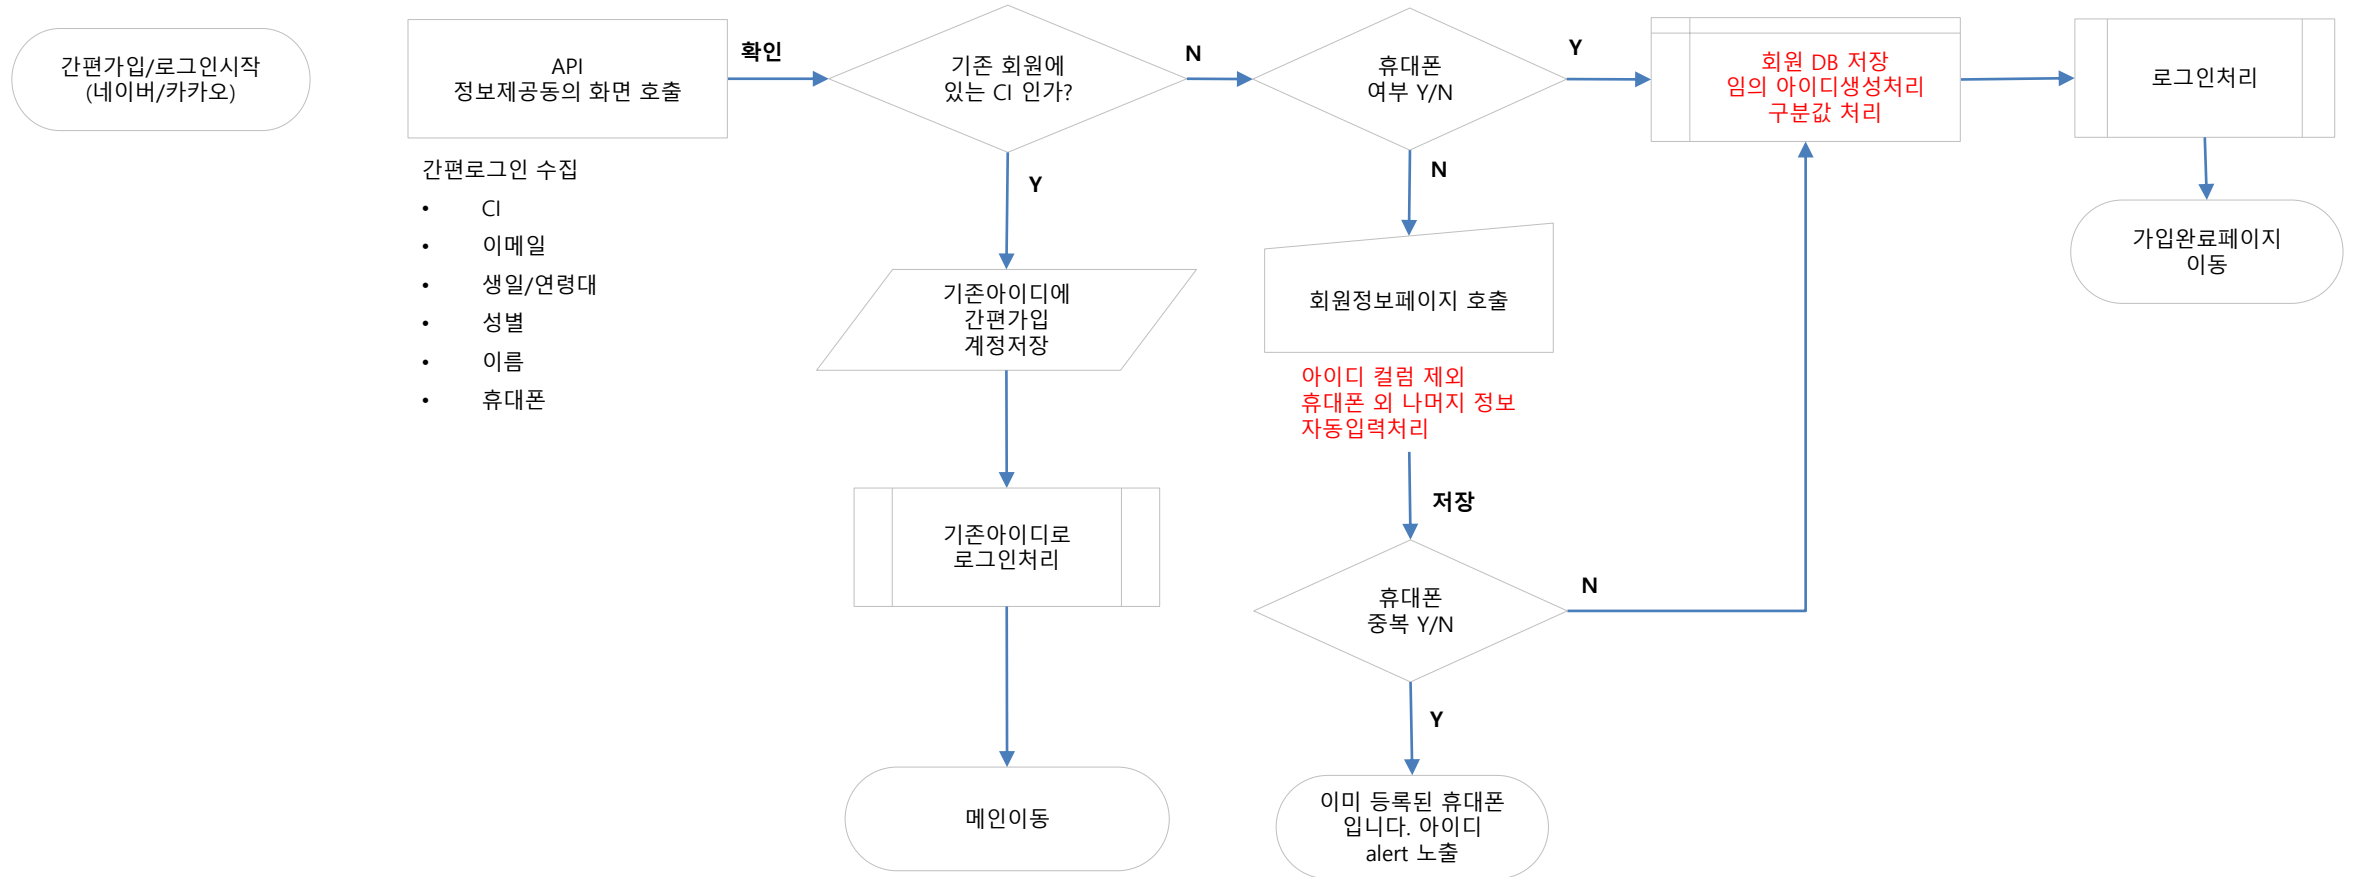 간편가입/로그인시작
(네이버/카카오)
API
정보제공동의 화면 호출
확인
기존 회원에
있는 CI 인가?
N
휴대폰
여부 Y/N
Y
회원 DB 저장
임의 아이디생성처리
구분값 처리
로그인처리
간편로그인 수집
• CI
• 이메일
• 생일/연령대
• 성별
• 이름
• 휴대폰
Y
기존아이디에
간편가입
계정저장
기존아이디로
로그인처리
메인이동
N
회원정보페이지 호출
아이디 컬럼 제외
휴대폰 외 나머지 정보
자동입력처리
저장
휴대폰
중복 Y/N
N
Y
이미 등록된 휴대폰
입니다. 아이디
alert 노출
가입완료페이지
이동